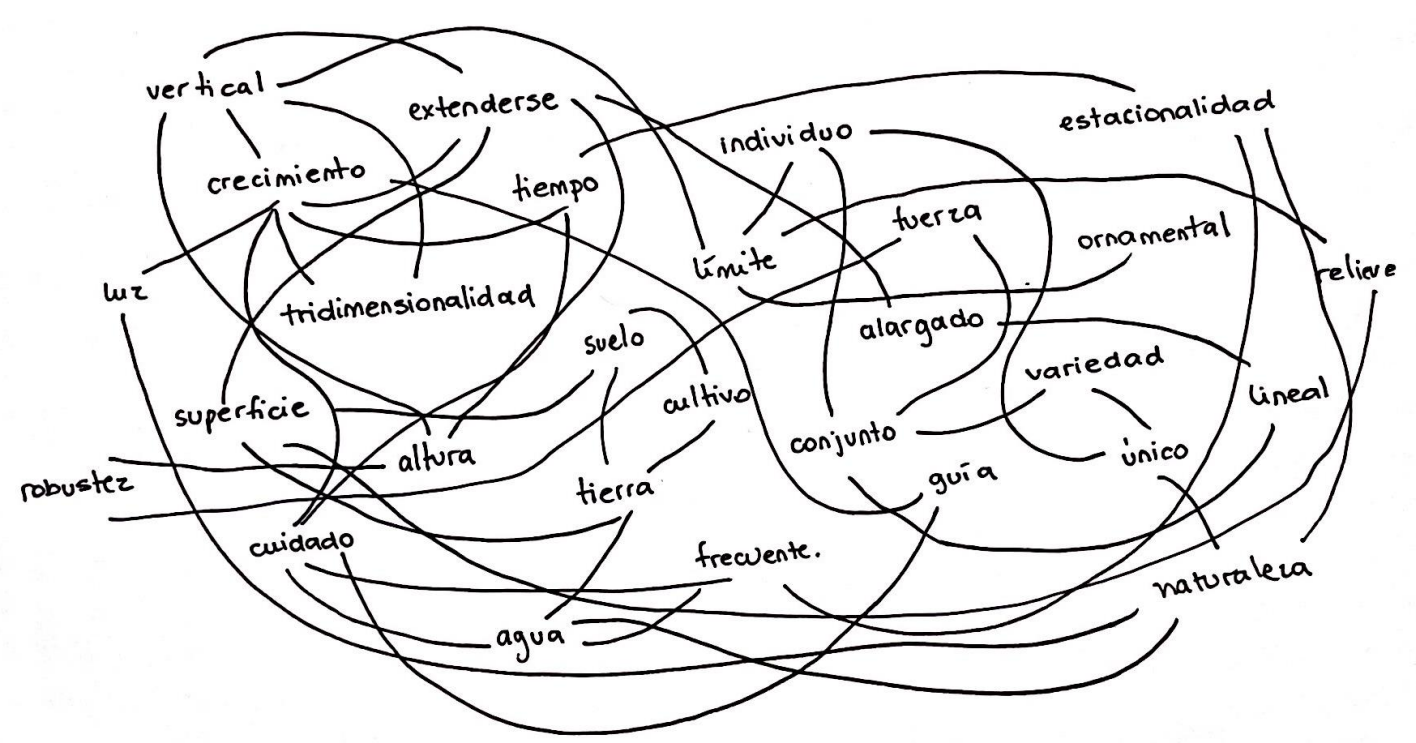 vertical
extenderse
estacionalidad
individuo
crecimiento
tiempo
fuerza
ornamental
límite
relieve
luz
tridimensionalidad
alargado
suelo
variedad
cultivo
lineal
superficie
conjunto
único
altura
guía
robustez
tierra
cuidado
frecuente.
naturaleza
agua